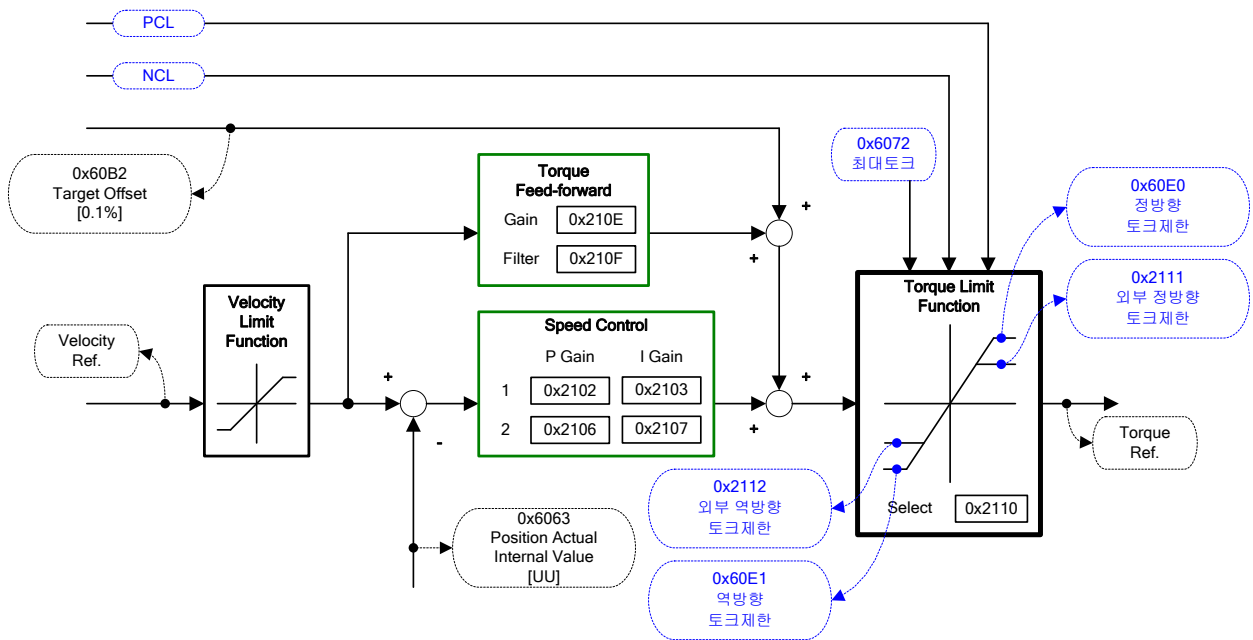 PCL
NCL
0x60B2
Target Offset
[0.1%]
Torque
Feed-forward
Gain
0x210E
Filter
0x210F
+
+
0x6072
최대토크
0x60E0
정방향
토크제한
0x2111
외부 정방향
토크제한
Velocity
Ref.
Velocity
Limit
Function
+
-
Speed Control
P Gain
I Gain
1
0x2102
0x2103
2
0x2106
0x2107
+
+
Torque Limit
Function
Select
0x2110
Torque
Ref.
0x6063
Position Actual
Internal Value
[UU]
0x2112
외부 역방향
토크제한
0x60E1
역방향
토크제한